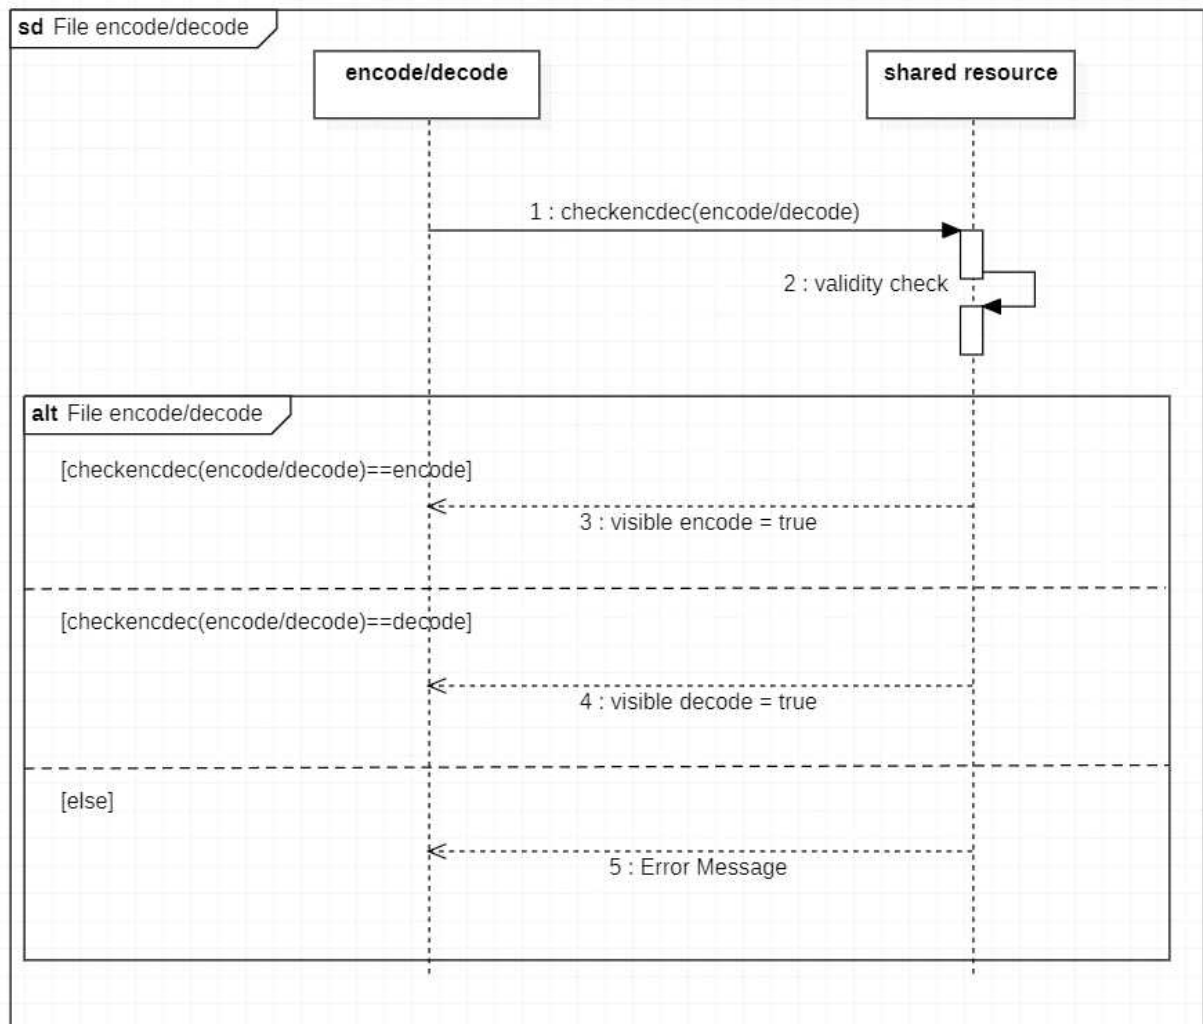 sd File encode/decode
encode/decode
shared resource
1 : checkencdec(encode/decode)
2 : validity check
alt File encode/decode
[checkencdec(encode/decode)==encode]
3 : visible encode = true
[checkencdec(encode/decode)==decode]
4 : visible decode = true
[else]
5 : Error Message